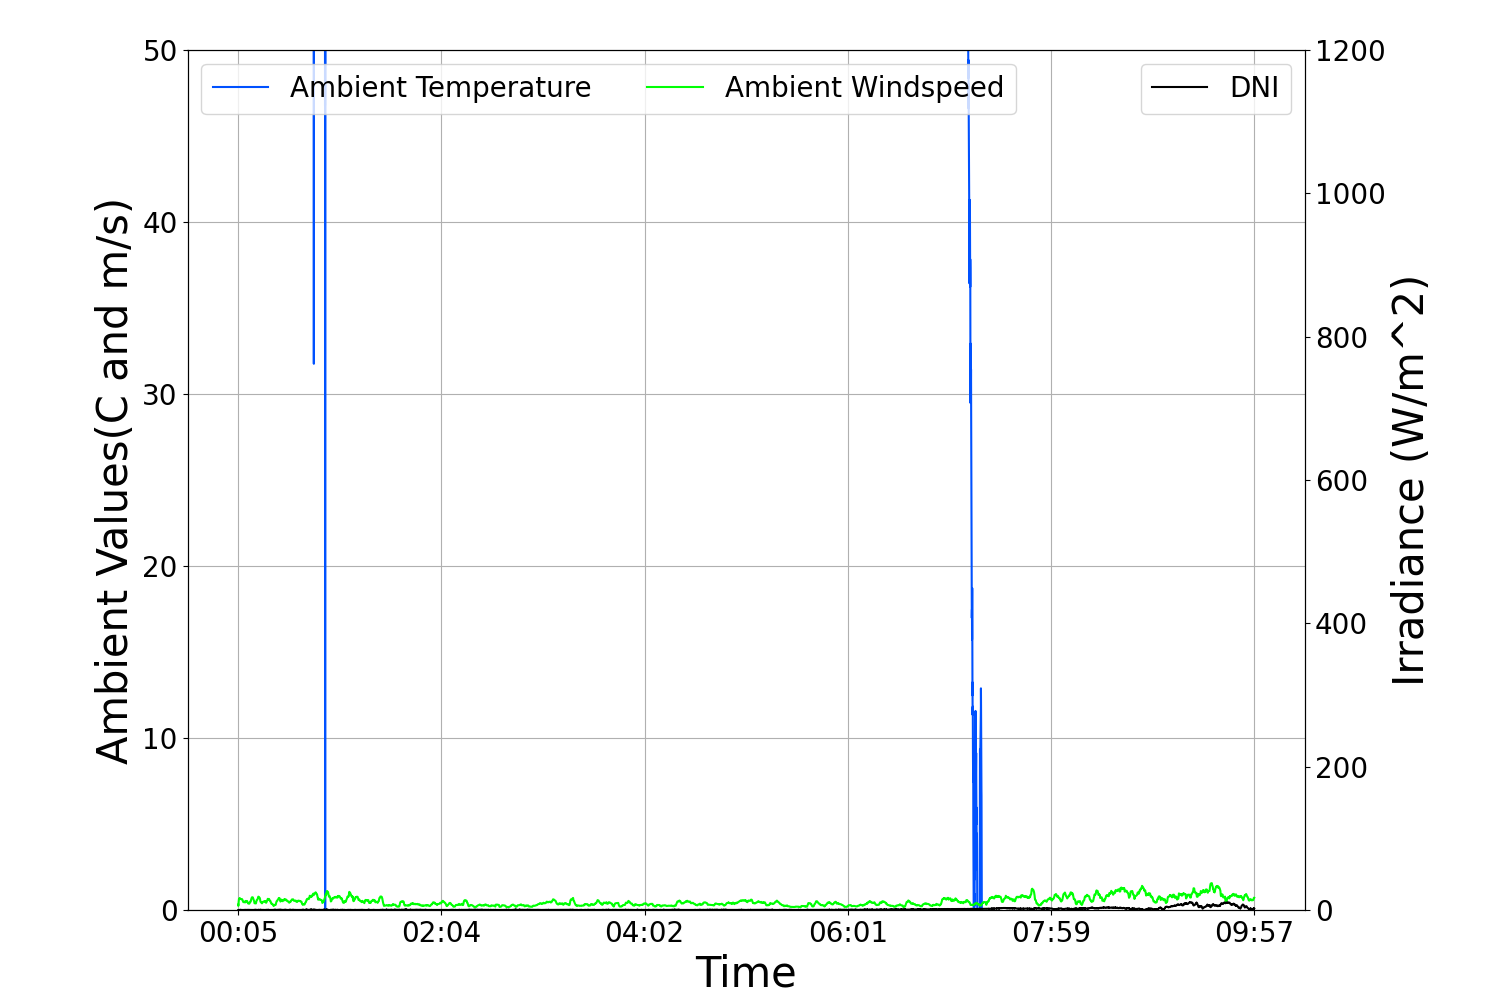 Ambient Temperature
Ambient Windspeed
DNI
Ambient Values(C and m/s)
50
40
30
20
10
0
1200
1000
800
600
400
200
0
Irradiance (W/m^2)
00:05 02:04 04:02 06:01 07:59 09:57
Time